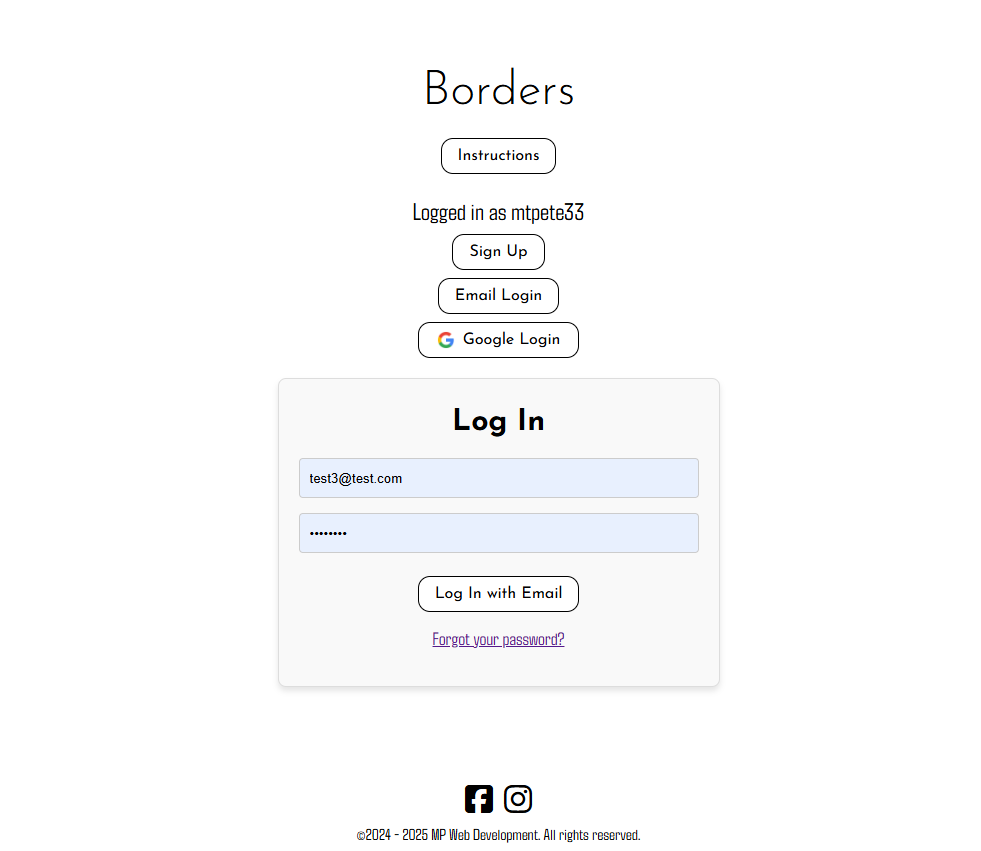 Borders
Instructions
Logged in as mtpete33
Sign Up
Email Login
Google Login
Log In
test3@test.com
••••••••
Log In with Email
Forgot your password?
©2024 - 2025 MP Web Development. All rights reserved.